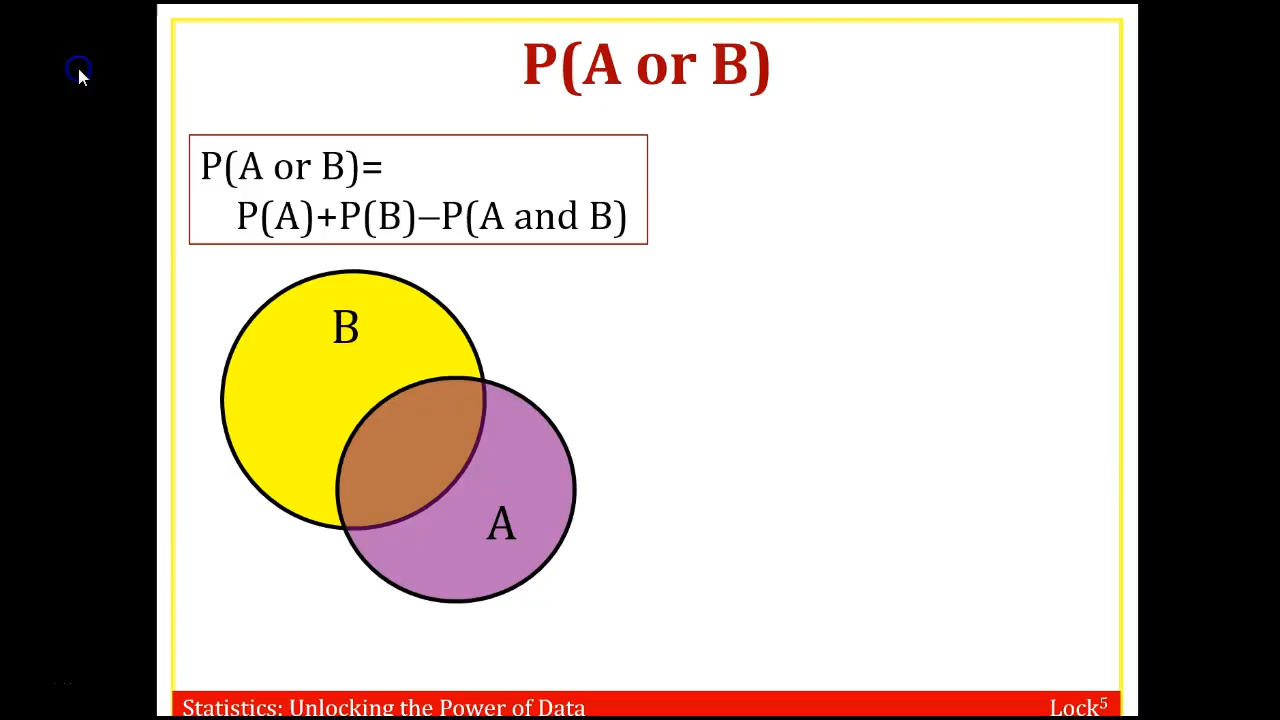 P(A or B)
P(A or B)=
P(A)+P(B)–P(A and B)
B
A
Statistics: Unlocking the Power of Data
Lock⁵